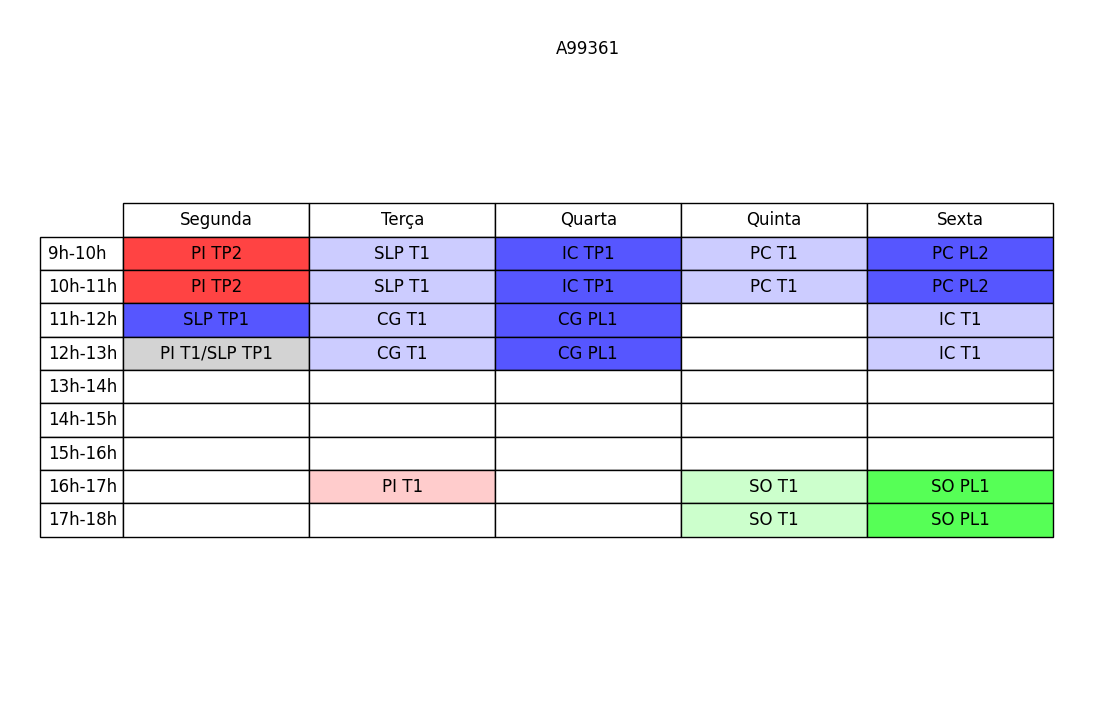 A99361
Segunda Terça Quarta Quinta Sexta
9h-10h PI TP2 SLP T1 IC TP1 PC T1 PC PL2
10h-11h PI TP2 SLP T1 IC TP1 PC T1 PC PL2
11h-12h SLP TP1 CG T1 CG PL1 IC T1
12h-13h PI T1/SLP TP1 CG T1 CG PL1 IC T1
13h-14h
14h-15h
15h-16h
16h-17h PI T1 SO T1 SO PL1
17h-18h SO T1 SO PL1